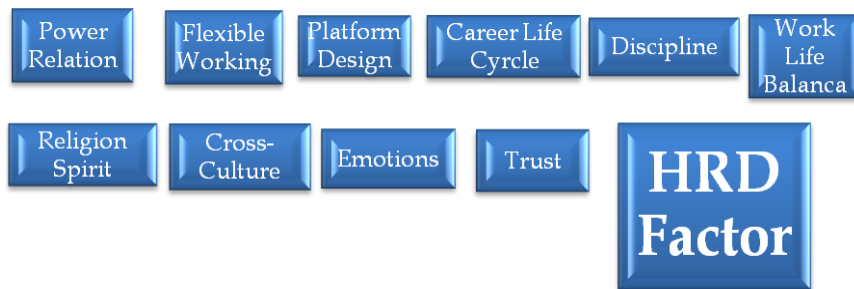 Power
Relation
Flexible
Working
Platform
Design
Career Life
Cyrcle
Discipline
Work
Life
Balanca
Religion
Spirit
Cross-
Culture
Emotions
Trust
HRD
Factor